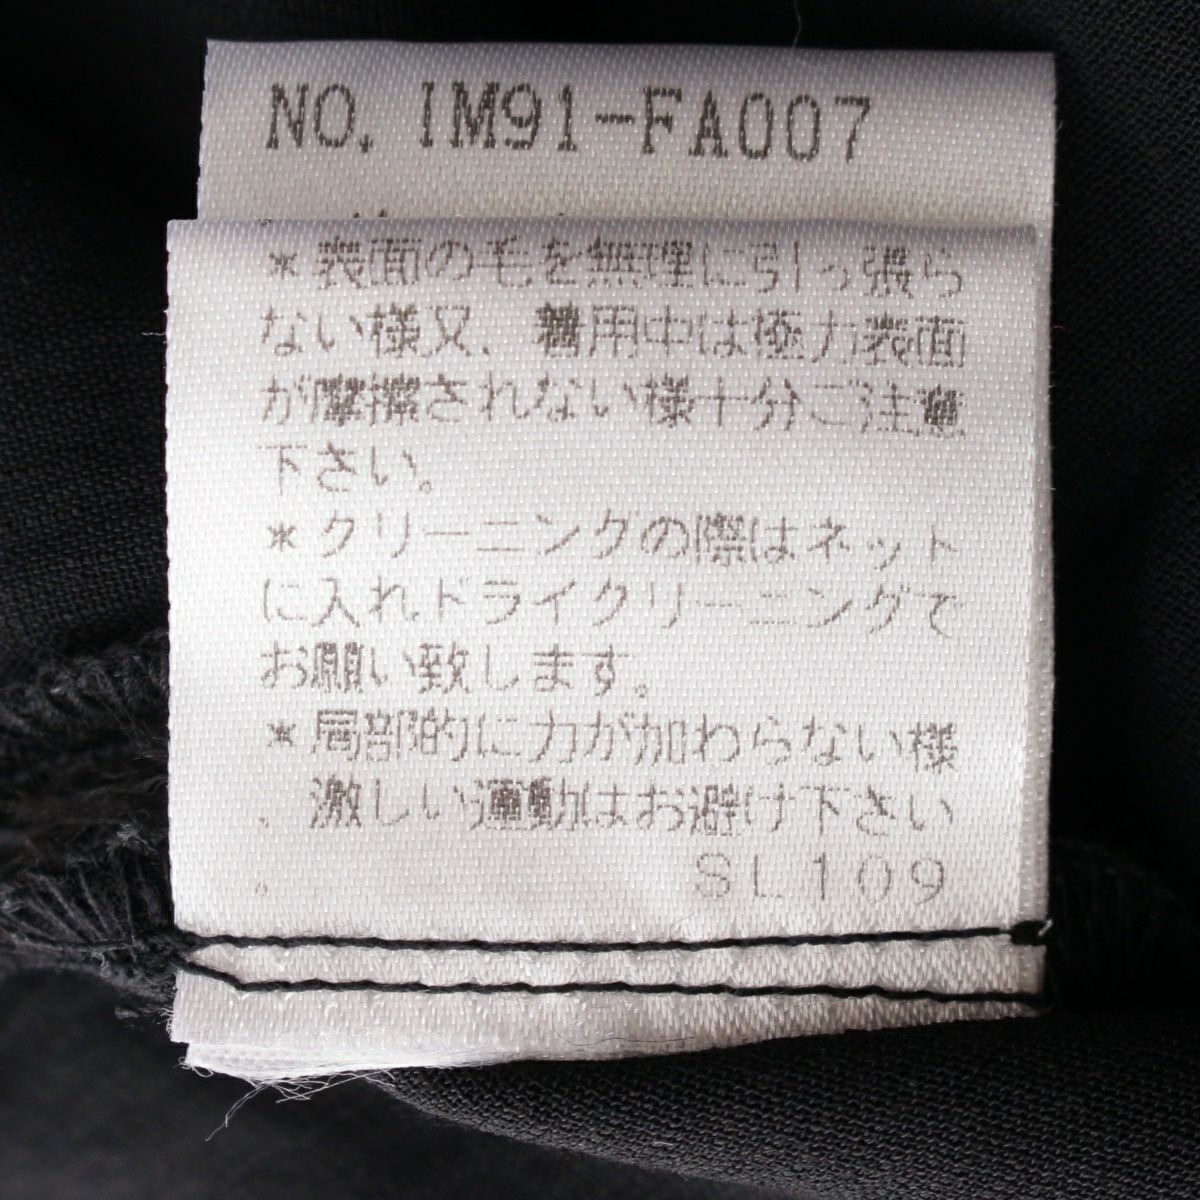 NO. IM91-FA007
*表面の毛を無理に引っ張ら
ない様又、着用中は極力表面
が摩擦されない様十分ご注意
下さい。
*クリーニングの際はネット
に入れドライクリーニングで
お願い致します。
*局部的に力が加わらない様
、激しい運動はお避け下さい
。 SL109